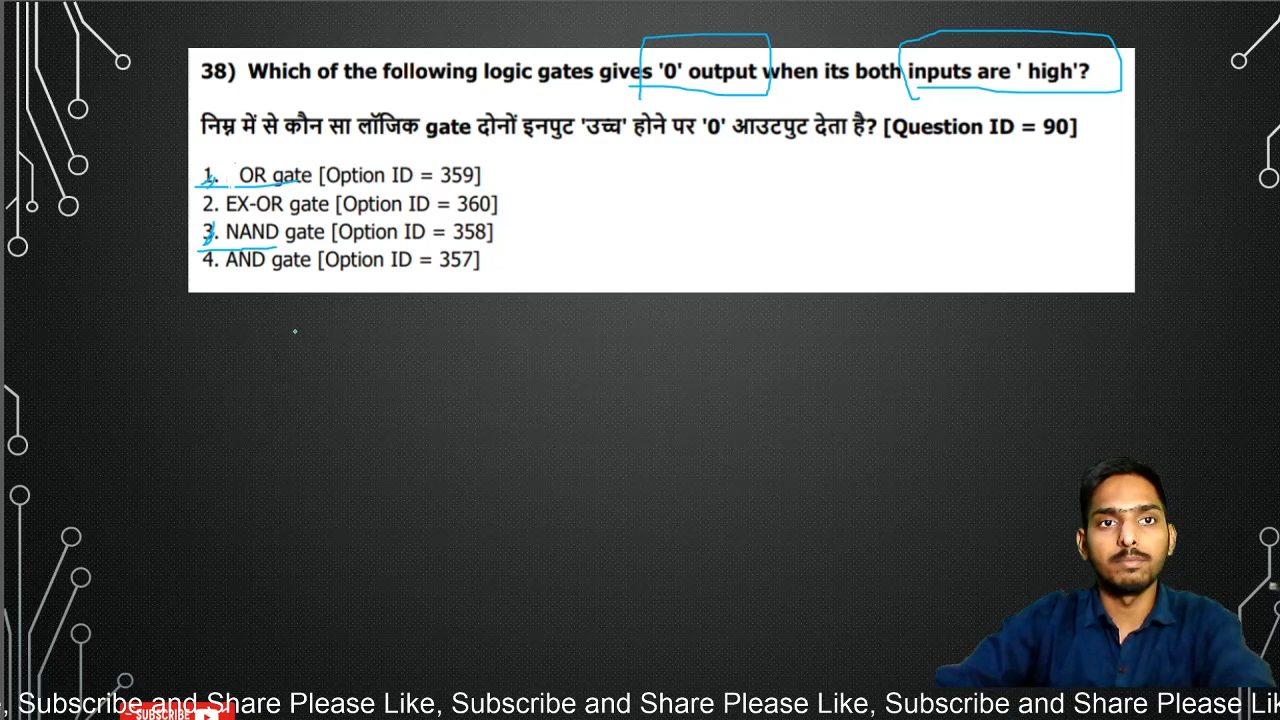 38) Which of the following logic gates gives '0' output when its both inputs are ' high'?
निम्न में से कौन सा लॉजिक gate दोनों इनपुट 'उच्च' होने पर '0' आउटपुट देता है? [Question ID = 90]
1. OR gate [Option ID = 359]
2. EX-OR gate [Option ID = 360]
3. NAND gate [Option ID = 358]
4. AND gate [Option ID = 357]
, Subscribe and Share Please Like, Subscribe and Share Please Like, Subscribe and Share Please Li
SUBSCRIBE